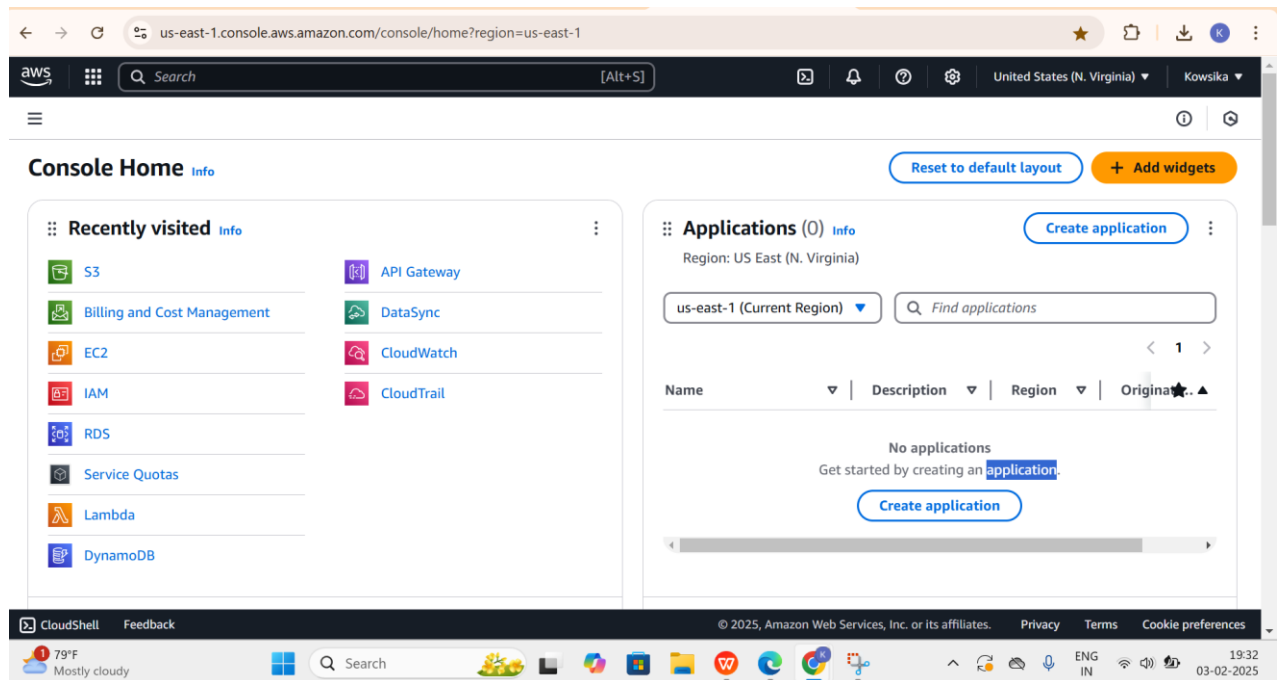 us-east-1.console.aws.amazon.com/console/home?region=us-east-1
K
aws
Search
[Alt+S]
United States (N. Virginia)
Kowsika
Console Home Info
Reset to default layout
+ Add widgets
Recently visited Info
S3
Billing and Cost Management
EC2
IAM
RDS
Service Quotas
Lambda
DynamoDB
API Gateway
DataSync
CloudWatch
CloudTrail
Applications (0) Info
Create application
Region: US East (N. Virginia)
us-east-1 (Current Region)
Find applications
1
Name
Description
Region
Originat...
No applications
Get started by creating an application.
Create application
CloudShell
Feedback
© 2025, Amazon Web Services, Inc. or its affiliates.
Privacy
Terms
Cookie preferences
1
79°F
Mostly cloudy
Search
K
ENG
IN
19:32
03-02-2025